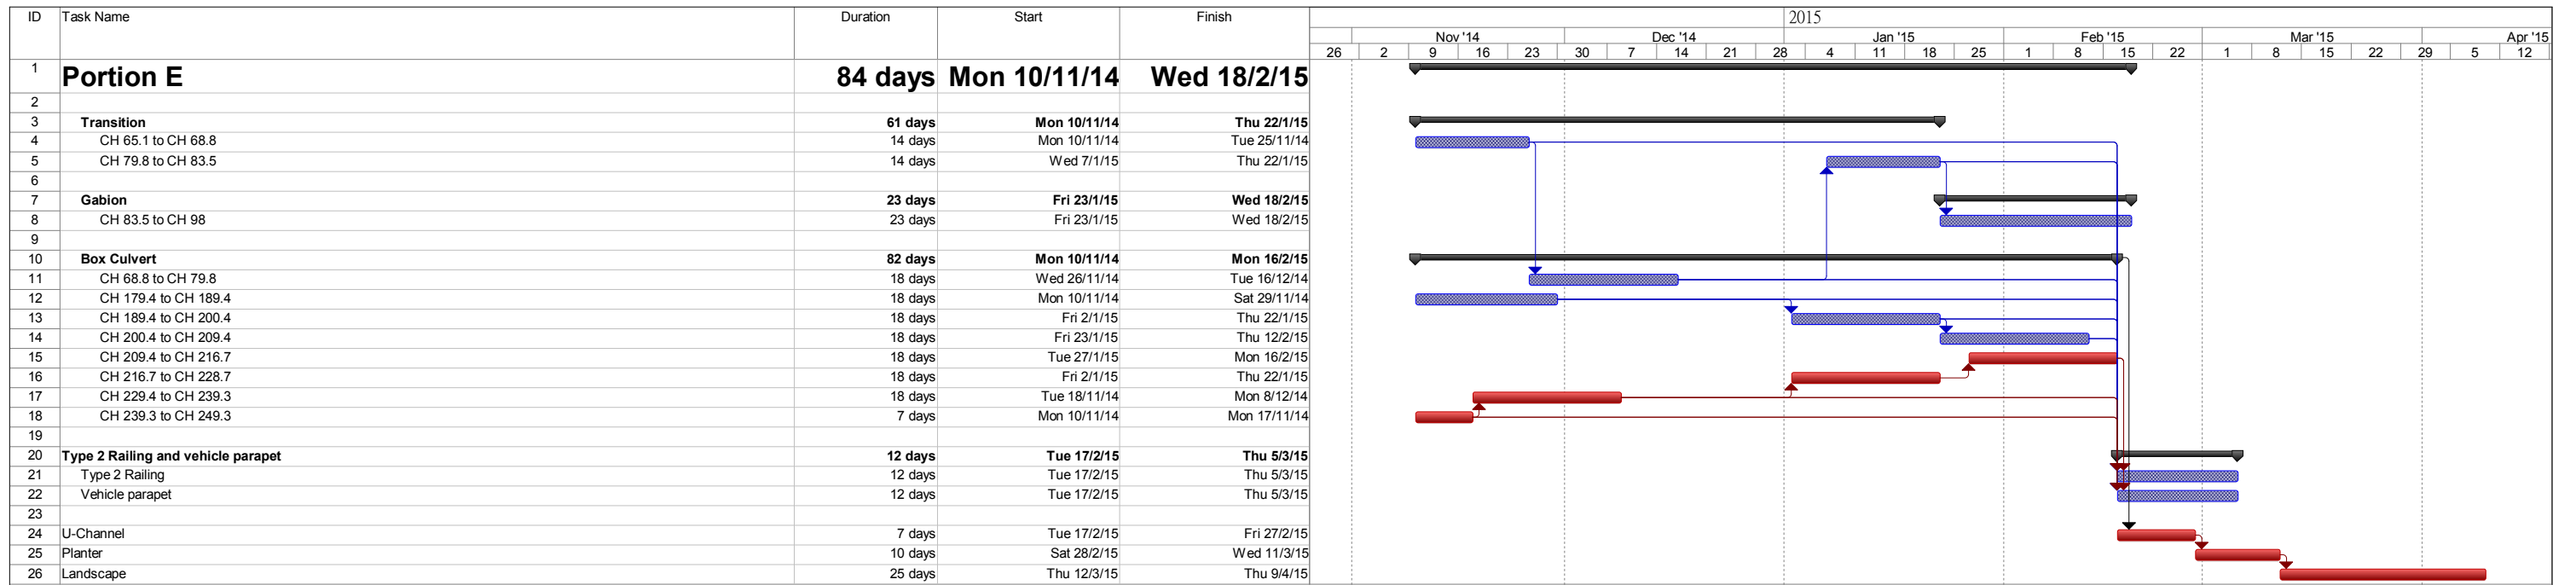 ID Task Name Duration Start Finish 2015
Nov '14 Dec '14 Jan '15 Feb '15 Mar '15 Apr '15
26 2 9 16 23 30 7 14 21 28 4 11 18 25 1 8 15 22 1 8 15 22 29 5 12
1 Portion E 84 days Mon 10/11/14 Wed 18/2/15
2
3 Transition 61 days Mon 10/11/14 Thu 22/1/15
4 CH 65.1 to CH 68.8 14 days Mon 10/11/14 Tue 25/11/14
5 CH 79.8 to CH 83.5 14 days Wed 7/1/15 Thu 22/1/15
6
7 Gabion 23 days Fri 23/1/15 Wed 18/2/15
8 CH 83.5 to CH 98 23 days Fri 23/1/15 Wed 18/2/15
9
10 Box Culvert 82 days Mon 10/11/14 Mon 16/2/15
11 CH 68.8 to CH 79.8 18 days Wed 26/11/14 Tue 16/12/14
12 CH 179.4 to CH 189.4 18 days Mon 10/11/14 Sat 29/11/14
13 CH 189.4 to CH 200.4 18 days Fri 2/1/15 Thu 22/1/15
14 CH 200.4 to CH 209.4 18 days Fri 23/1/15 Thu 12/2/15
15 CH 209.4 to CH 216.7 18 days Tue 27/1/15 Mon 16/2/15
16 CH 216.7 to CH 228.7 18 days Fri 2/1/15 Thu 22/1/15
17 CH 229.4 to CH 239.3 18 days Tue 18/11/14 Mon 8/12/14
18 CH 239.3 to CH 249.3 7 days Mon 10/11/14 Mon 17/11/14
19
20 Type 2 Railing and vehicle parapet 12 days Tue 17/2/15 Thu 5/3/15
21 Type 2 Railing 12 days Tue 17/2/15 Thu 5/3/15
22 Vehicle parapet 12 days Tue 17/2/15 Thu 5/3/15
23
24 U-Channel 7 days Tue 17/2/15 Fri 27/2/15
25 Planter 10 days Sat 28/2/15 Wed 11/3/15
26 Landscape 25 days Thu 12/3/15 Thu 9/4/15